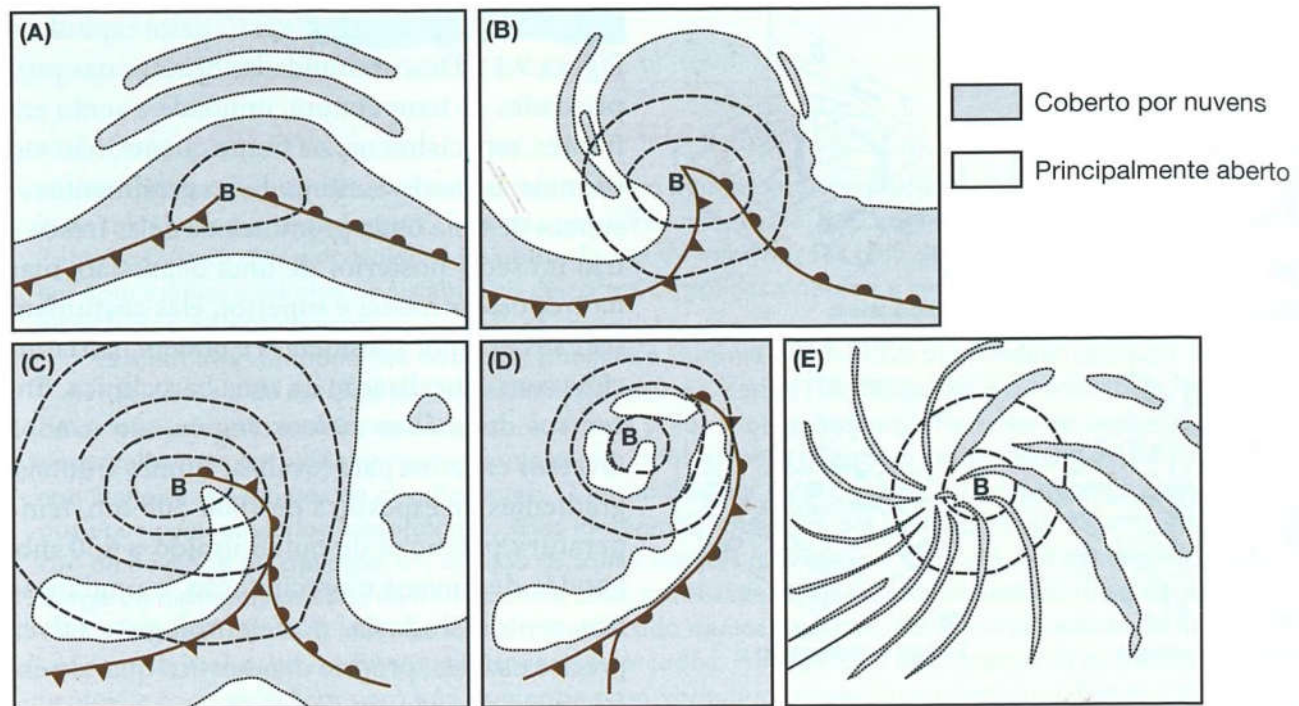 (A)
B
(B)
B
Coberto por nuvens
Principalmente aberto
(C)
B
(D)
B
(E)
B